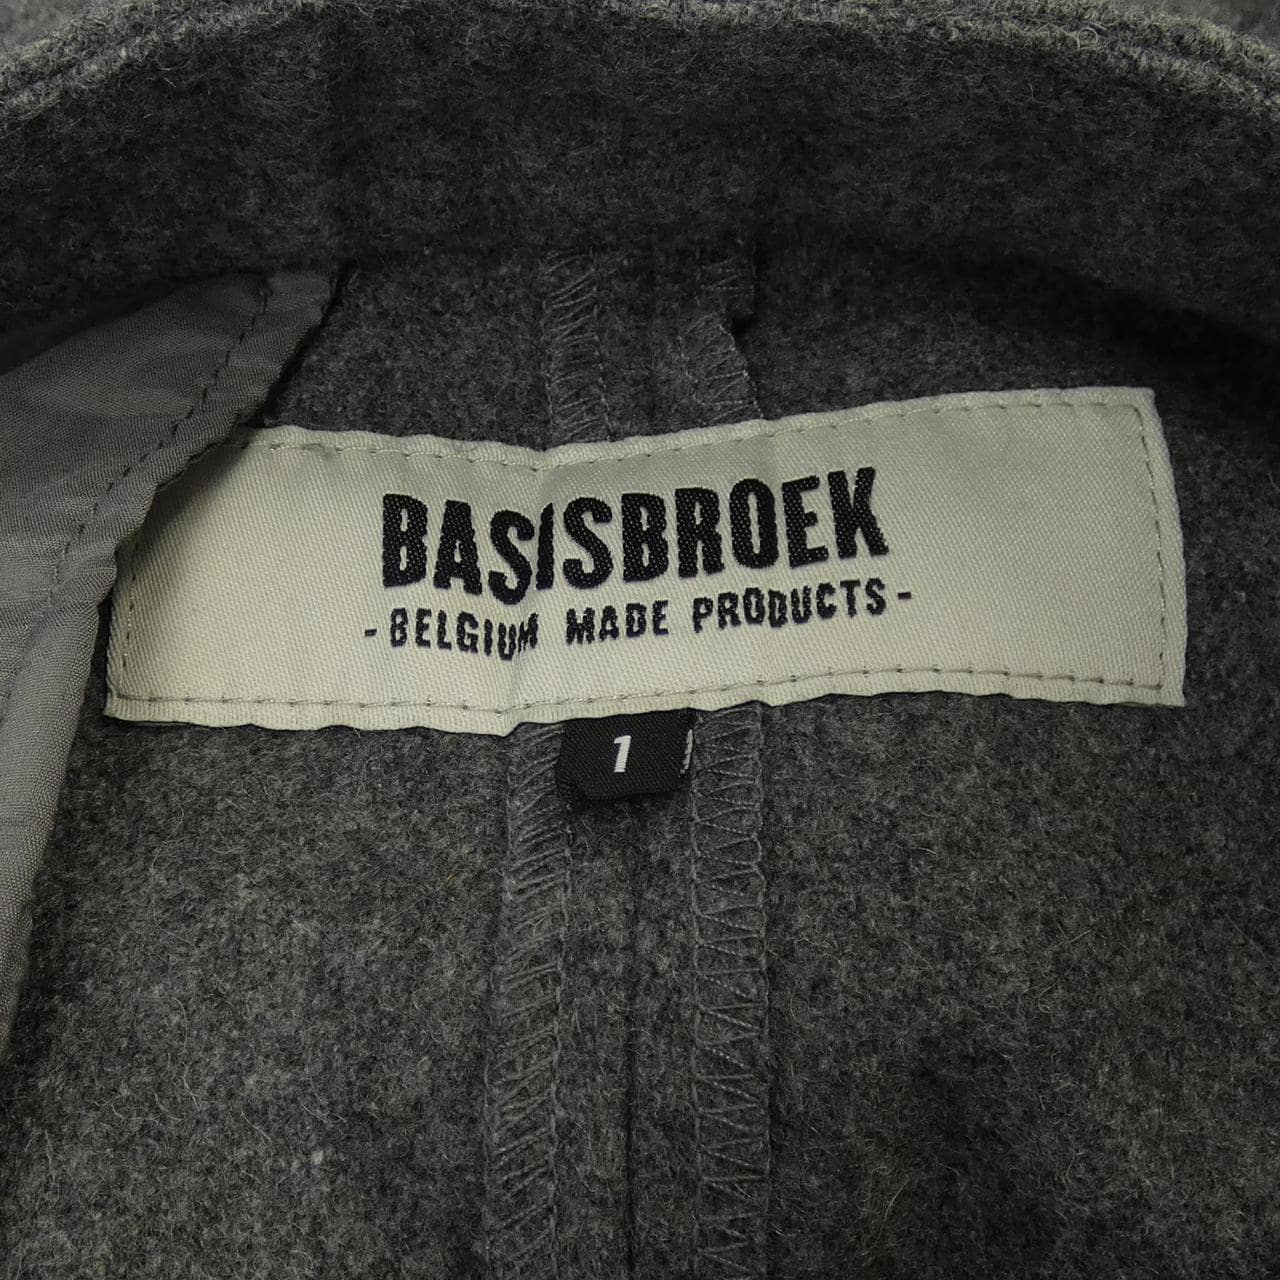 BASISBROEK
-BELGIUM MADE PRODUCTS-
1